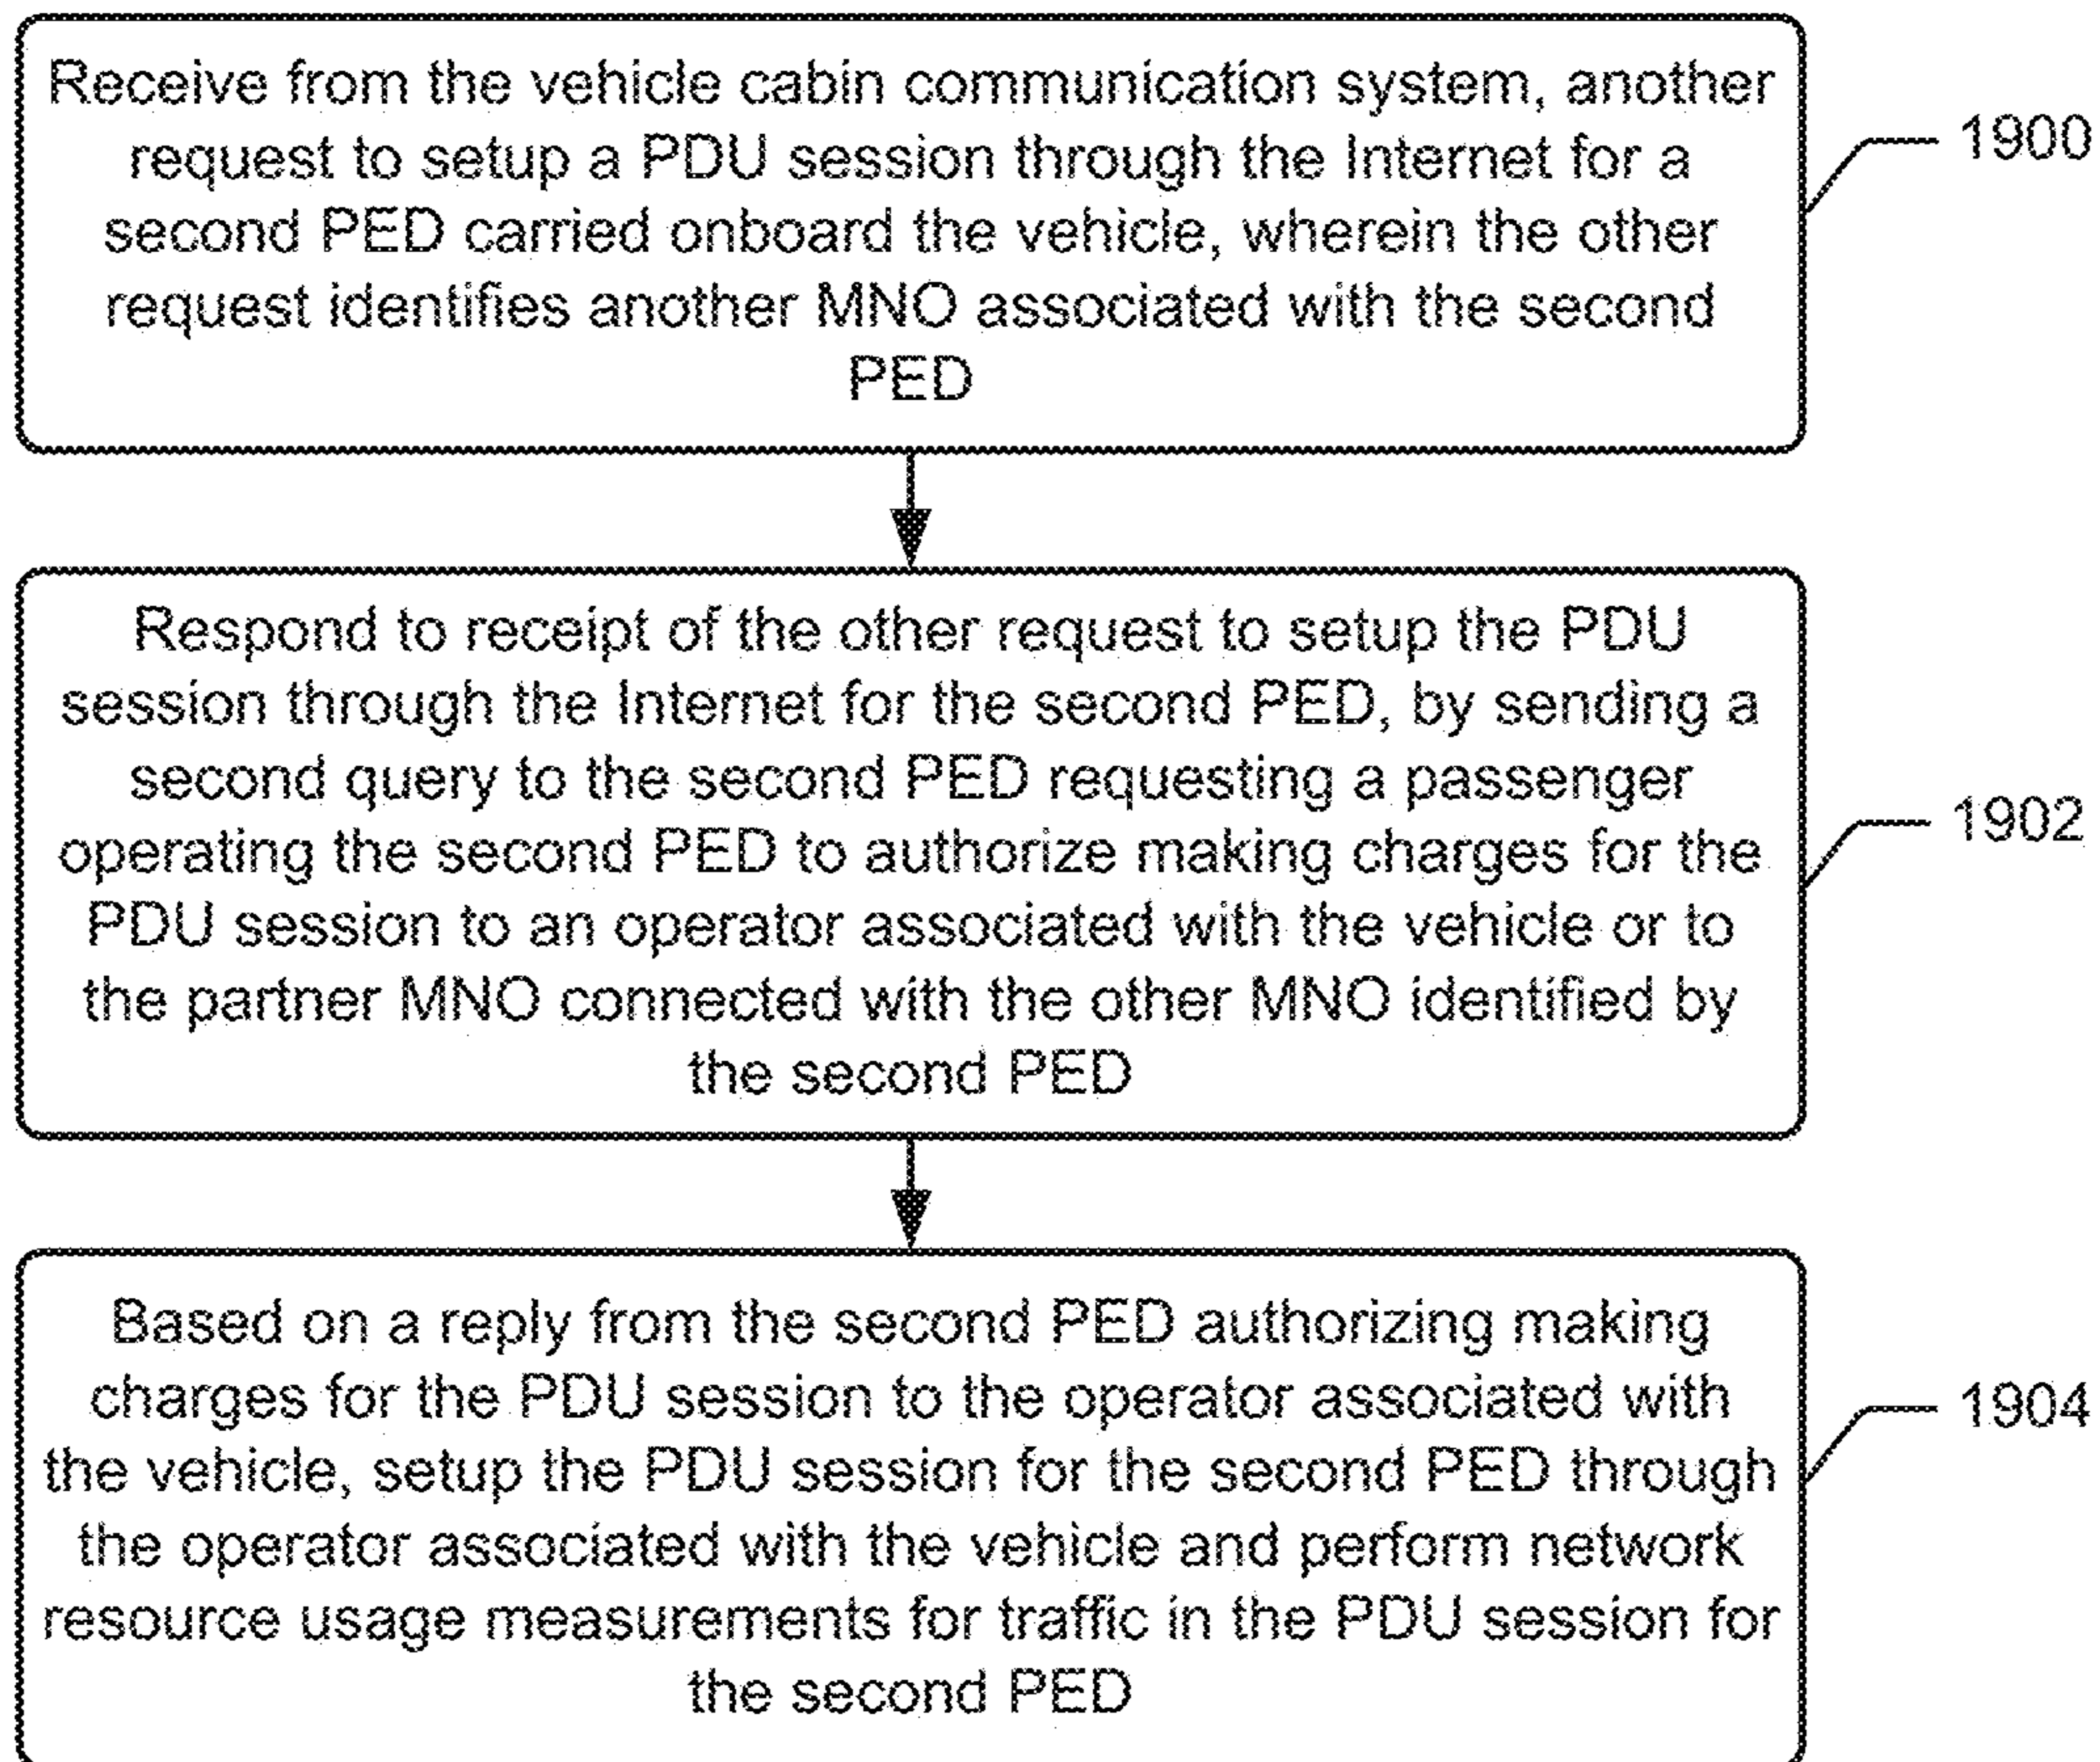 Receive from the vehicle cabin communication system, another
request to setup a PDU session through the Internet for a
second PED carried onboard the vehicle, wherein the other
request identifies another MNO associated with the second
PED
1900
Respond to receipt of the other request to setup the PDU
session through the Internet for the second PED, by sending a
second query to the second PED requesting a passenger
operating the second PED to authorize making charges for the
PDU session to an operator associated with the vehicle or to
the partner MNO connected with the other MNO identified by
the second PED
1902
Based on a reply from the second PED authorizing making
charges for the PDU session to the operator associated with
the vehicle, setup the PDU session for the second PED through
the operator associated with the vehicle and perform network
resource usage measurements for traffic in the PDU session for
the second PED
1904